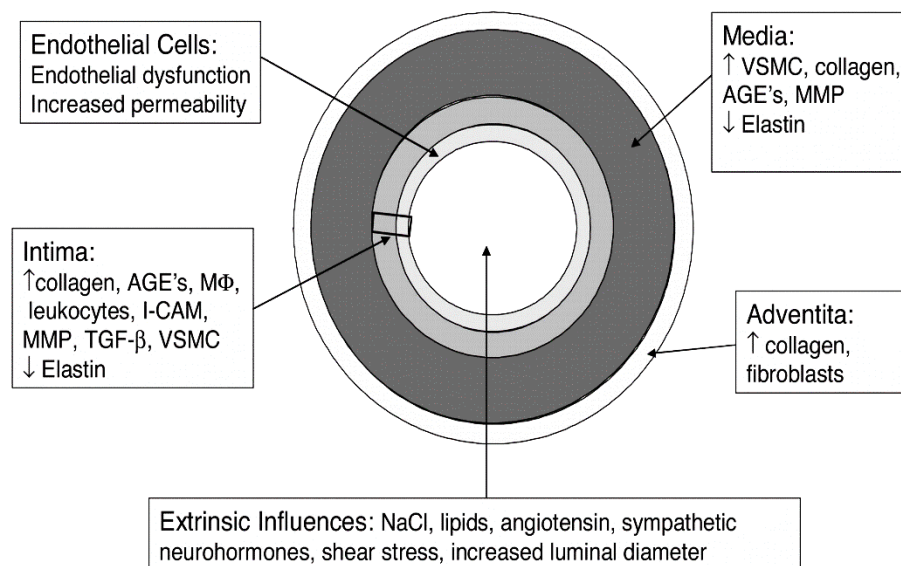 Endothelial Cells:
Endothelial dysfunction
Increased permeability
Media:
↑ VSMC, collagen,
AGE's, MMP
↓ Elastin
Intima:
↑collagen, AGE's, MΦ,
leukocytes, I-CAM,
MMP, TGF-β, VSMC
↓ Elastin
Adventita:
↑ collagen,
fibroblasts
Extrinsic Influences: NaCl, lipids, angiotensin, sympathetic
neurohormones, shear stress, increased luminal diameter